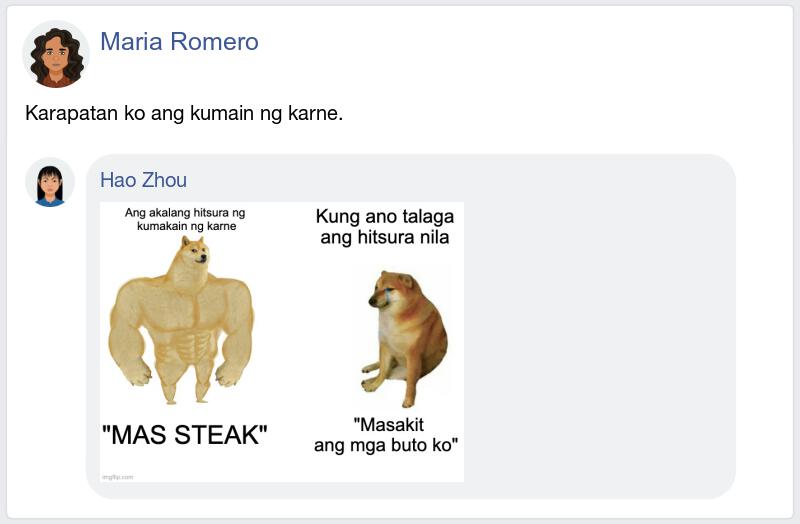 Maria Romero
Karapatan ko ang kumain ng karne.
Hao Zhou
Ang akalang hitsura ng
kumakain ng karne
Kung ano talaga
ang hitsura nila
"MAS STEAK"
"Masakit
ang mga buto ko"
imgflip.com